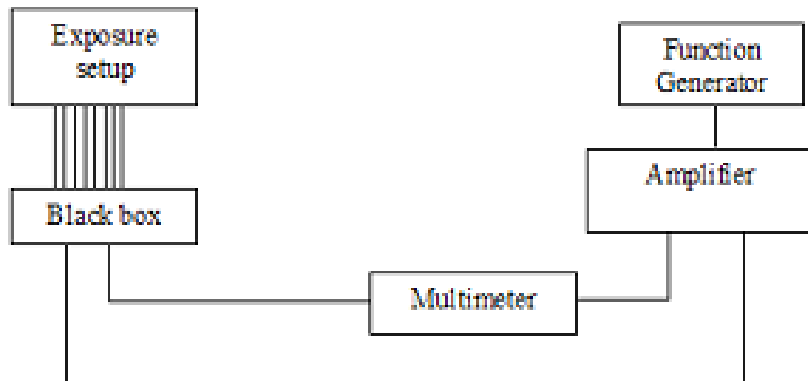 Exposure
setup
Function
Generator
Amplifier
Black box
Multimeter